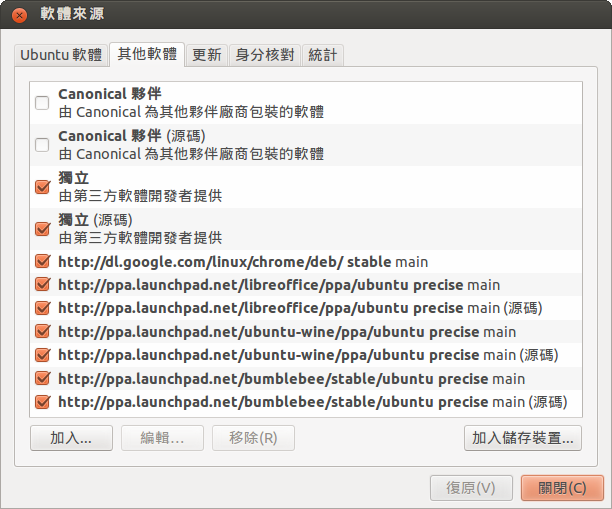 軟體來源
Ubuntu 軟體 其他軟體 更新 身分核對 統計
Canonical 夥伴
由 Canonical 為其他夥伴廠商包裝的軟體
Canonical 夥伴 (源碼)
由 Canonical 為其他夥伴廠商包裝的軟體
獨立
由第三方軟體開發者提供
獨立 (源碼)
由第三方軟體開發者提供
http://dl.google.com/linux/chrome/deb/ stable main
http://ppa.launchpad.net/libreoffice/ppa/ubuntu precise main
http://ppa.launchpad.net/libreoffice/ppa/ubuntu precise main (源碼)
http://ppa.launchpad.net/ubuntu-wine/ppa/ubuntu precise main
http://ppa.launchpad.net/ubuntu-wine/ppa/ubuntu precise main (源碼)
http://ppa.launchpad.net/bumblebee/stable/ubuntu precise main
http://ppa.launchpad.net/bumblebee/stable/ubuntu precise main (源碼)
加入... 編輯... 移除(R) 加入儲存裝置...
復原(V) 關閉(C)